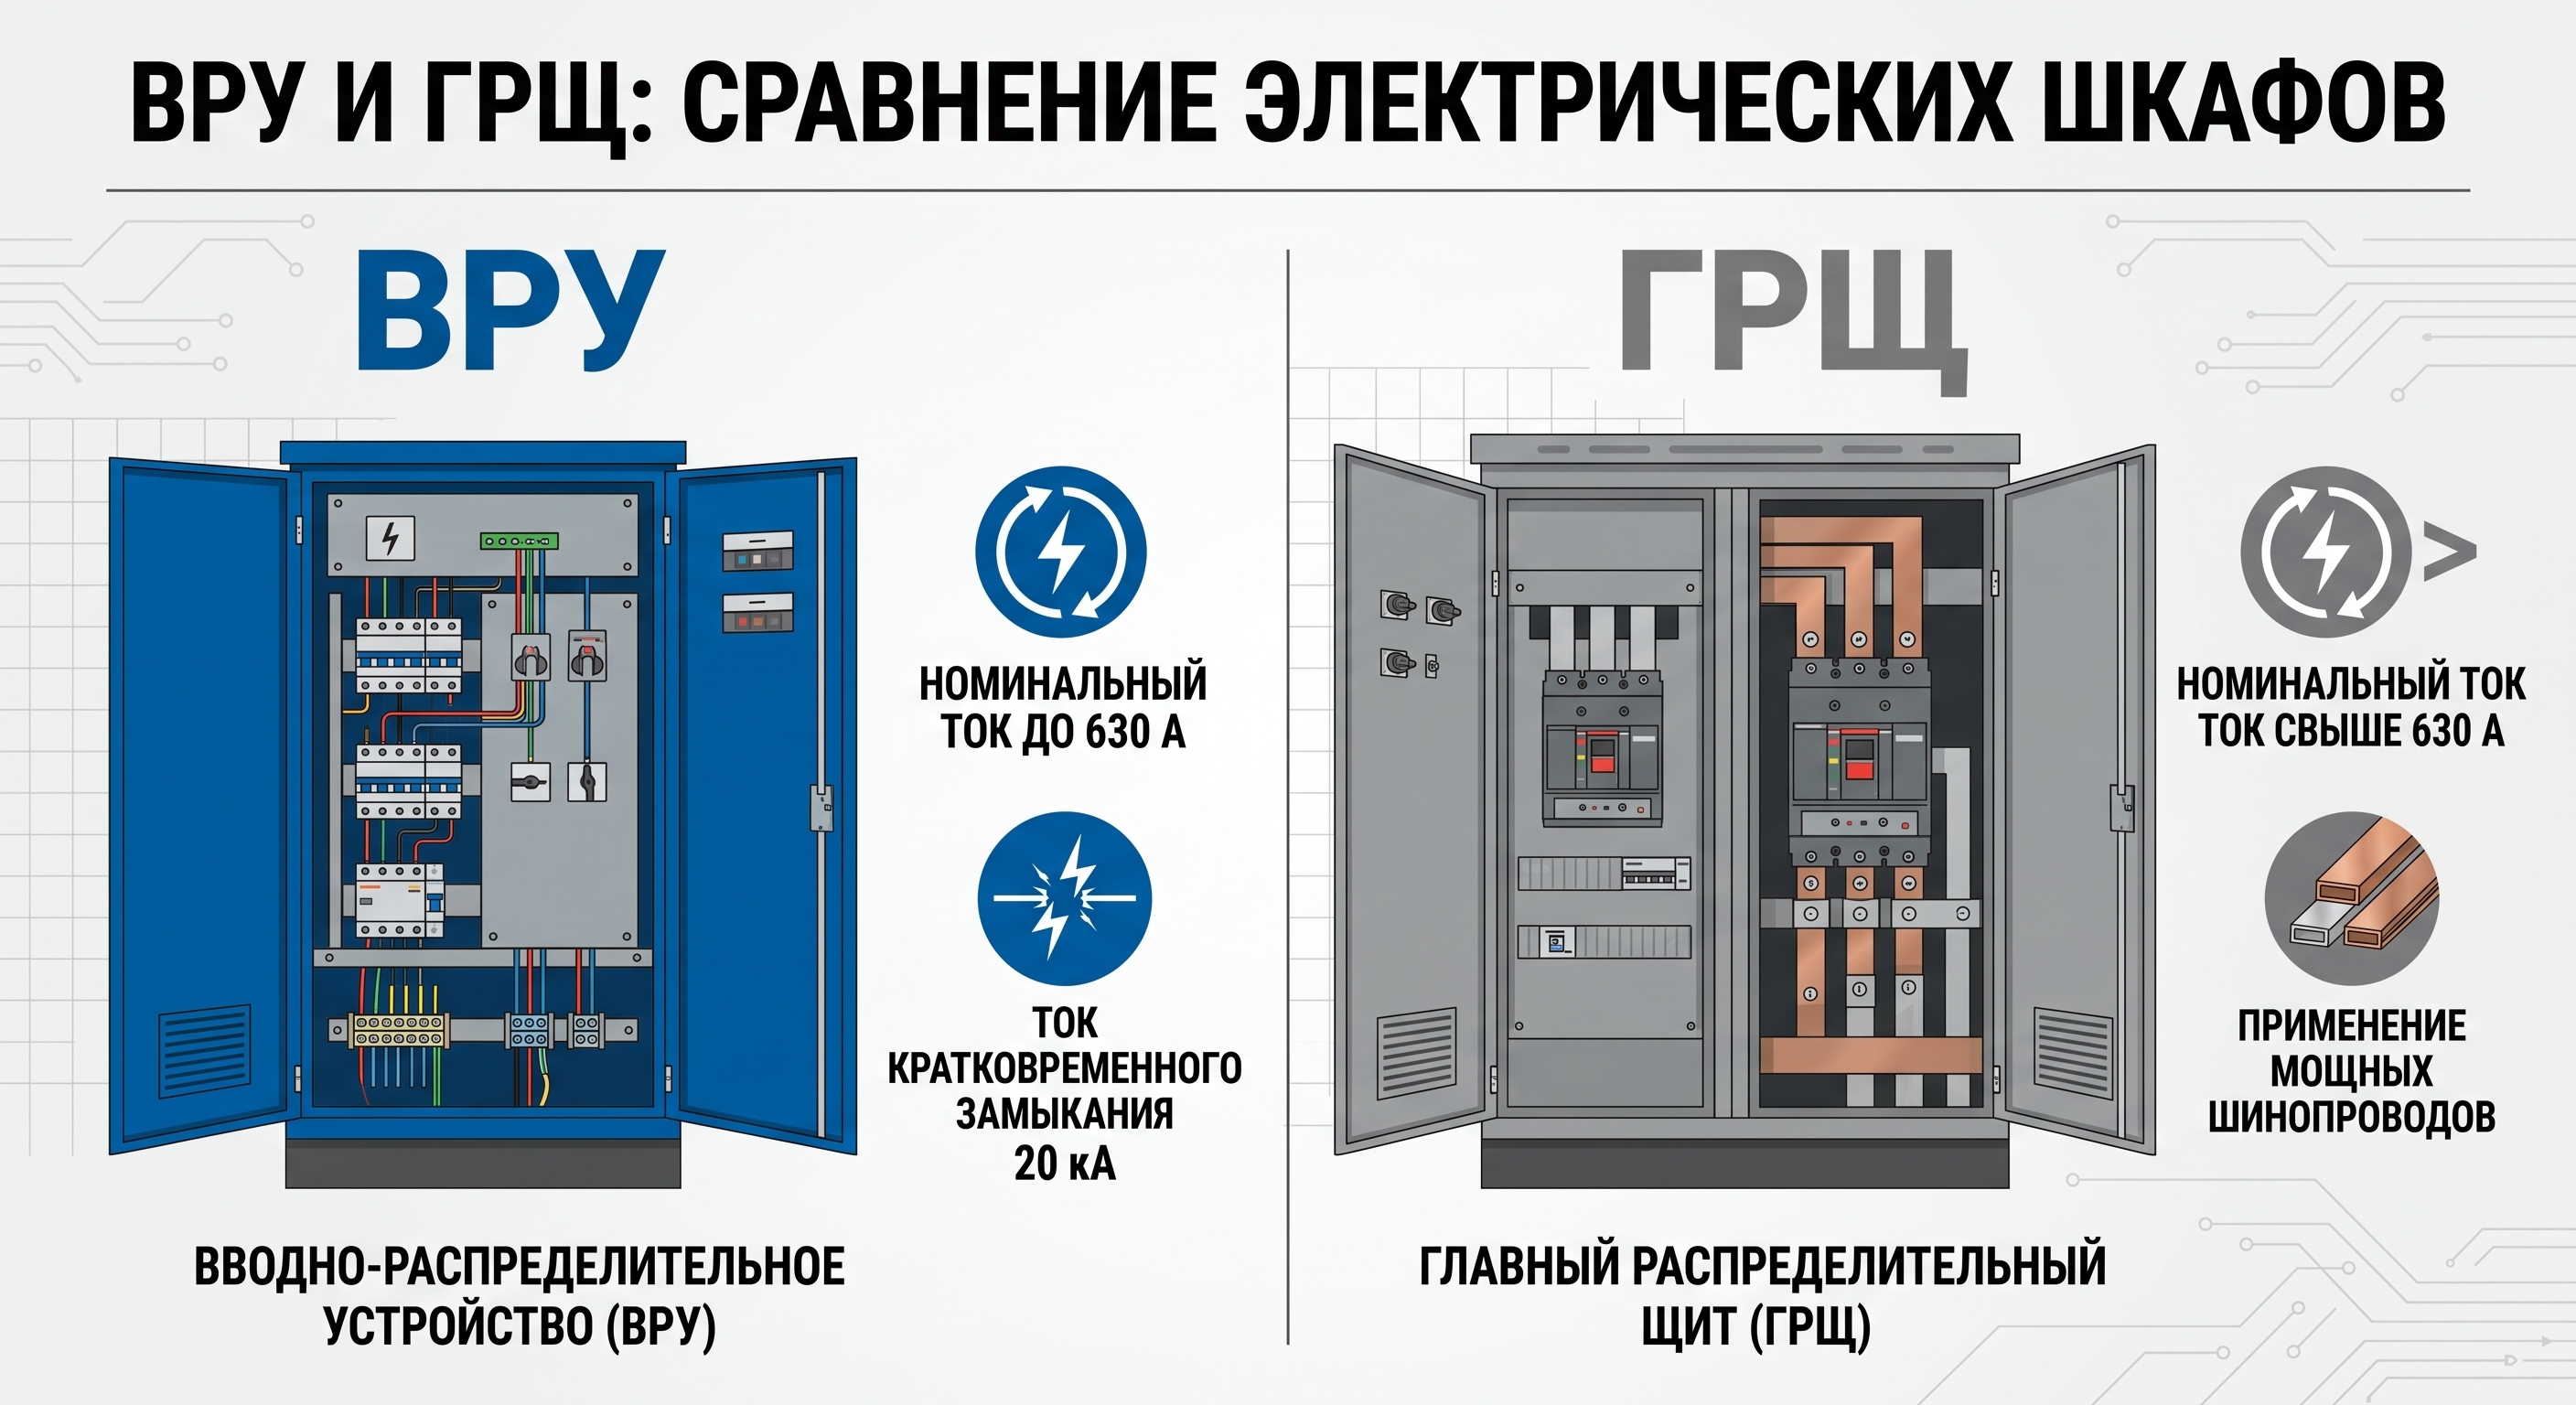 ВРУ И ГРЩ: СРАВНЕНИЕ ЭЛЕКТРИЧЕСКИХ ШКАФОВ
ВРУ
НОМИНАЛЬНЫЙ
ТОК ДО 630 А
ТОК
КРАТКОВРЕМЕННОГО
ЗАМЫКАНИЯ
20 кА
ВВОДНО-РАСПРЕДЕЛИТЕЛЬНОЕ
УСТРОЙСТВО (ВРУ)
ГРЩ
>
НОМИНАЛЬНЫЙ ТОК
ТОК СВЫШЕ 630 А
ПРИМЕНЕНИЕ
МОЩНЫХ
ШИНОПРОВОДОВ
ГЛАВНЫЙ РАСПРЕДЕЛИТЕЛЬНЫЙ
ЩИТ (ГРЩ)